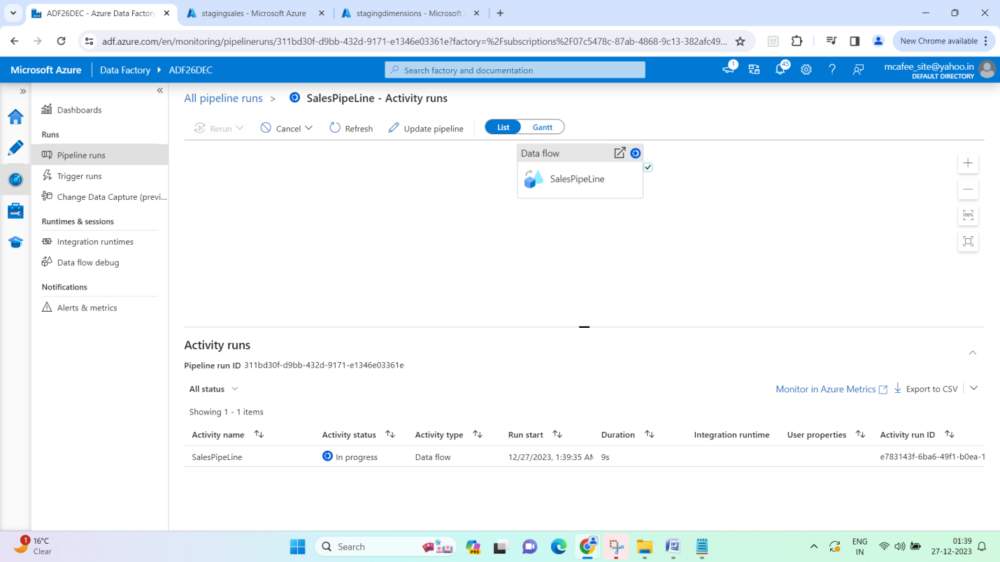 ADF26DEC - Azure Data Factory
stagingsales - Microsoft Azure
stagingdimensions - Microsoft
adf.azure.com/en/monitoring/pipelineruns/311bd30f-d9bb-432d-9171-e1346e03361e?factory=%2Fsubscriptions%2F07c5478c-87ab-4868-9c13-382afc49...
New Chrome available
Microsoft Azure
Data Factory
ADF26DEC
Search factory and documentation
1
45
mcafee_site@yahoo.in
DEFAULT DIRECTORY
Dashboards
Runs
Pipeline runs
Trigger runs
Change Data Capture (previ...
Runtimes & sessions
Integration runtimes
Data flow debug
Notifications
Alerts & metrics
All pipeline runs > SalesPipeLine - Activity runs
Rerun
Cancel
Refresh
Update pipeline
List
Gantt
Data flow
SalesPipeLine
100%
Activity runs
Pipeline run ID 311bd30f-d9bb-432d-9171-e1346e03361e
All status
Monitor in Azure Metrics
Export to CSV
Showing 1 - 1 items
Activity name Activity status Activity type Run start Duration Integration runtime User properties Activity run ID
SalesPipeLine In progress Data flow 12/27/2023, 1:39:35 AM 9s e783143f-6ba6-49f1-b0ea-1
1
16°C
Clear
Search
PRE
ENG
IN
01:39
27-12-2023